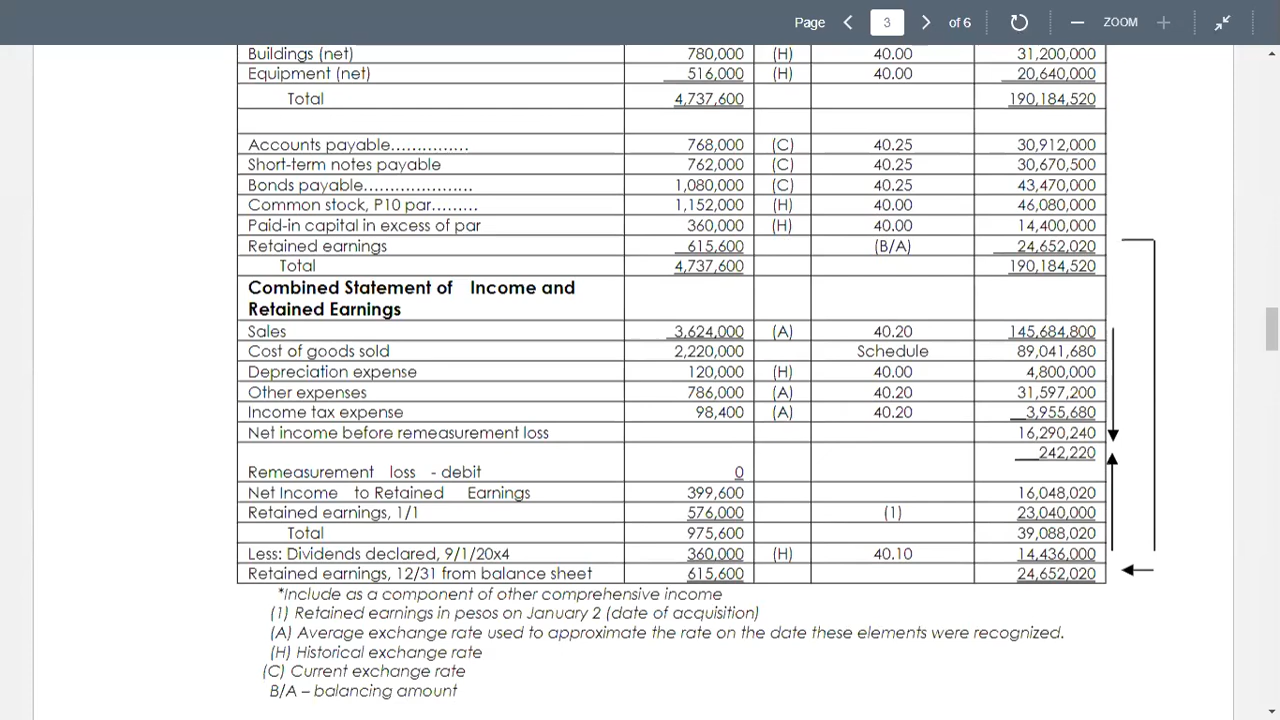 Page 3 of 6 ZOOM
Buildings (net) 780,000 (H) 40.00 31,200,000
Equipment (net) 516,000 (H) 40.00 20,640,000
Total 4,737,600 190,184,520
Accounts payable............... 768,000 (C) 40.25 30,912,000
Short-term notes payable 762,000 (C) 40.25 30,670,500
Bonds payable..................... 1,080,000 (C) 40.25 43,470,000
Common stock, P10 par......... 1,152,000 (H) 40.00 46,080,000
Paid-in capital in excess of par 360,000 (H) 40.00 14,400,000
Retained earnings 615,600 (B/A) 24,652,020
Total 4,737,600 190,184,520
Combined Statement of Income and
Retained Earnings
Sales 3,624,000 (A) 40.20 145,684,800
Cost of goods sold 2,220,000 Schedule 89,041,680
Depreciation expense 120,000 (H) 40.00 4,800,000
Other expenses 786,000 (A) 40.20 31,597,200
Income tax expense 98,400 (A) 40.20 3,955,680
Net income before remeasurement loss 16,290,240
242,220
Remeasurement loss - debit 0
Net Income to Retained Earnings 399,600 16,048,020
Retained earnings, 1/1 576,000 (1) 23,040,000
Total 975,600 39,088,020
Less: Dividends declared, 9/1/20x4 360,000 (H) 40.10 14,436,000
Retained earnings, 12/31 from balance sheet 615,600 24,652,020
*Include as a component of other comprehensive income
(1) Retained earnings in pesos on January 2 (date of acquisition)
(A) Average exchange rate used to approximate the rate on the date these elements were recognized.
(H) Historical exchange rate
(C) Current exchange rate
B/A – balancing amount